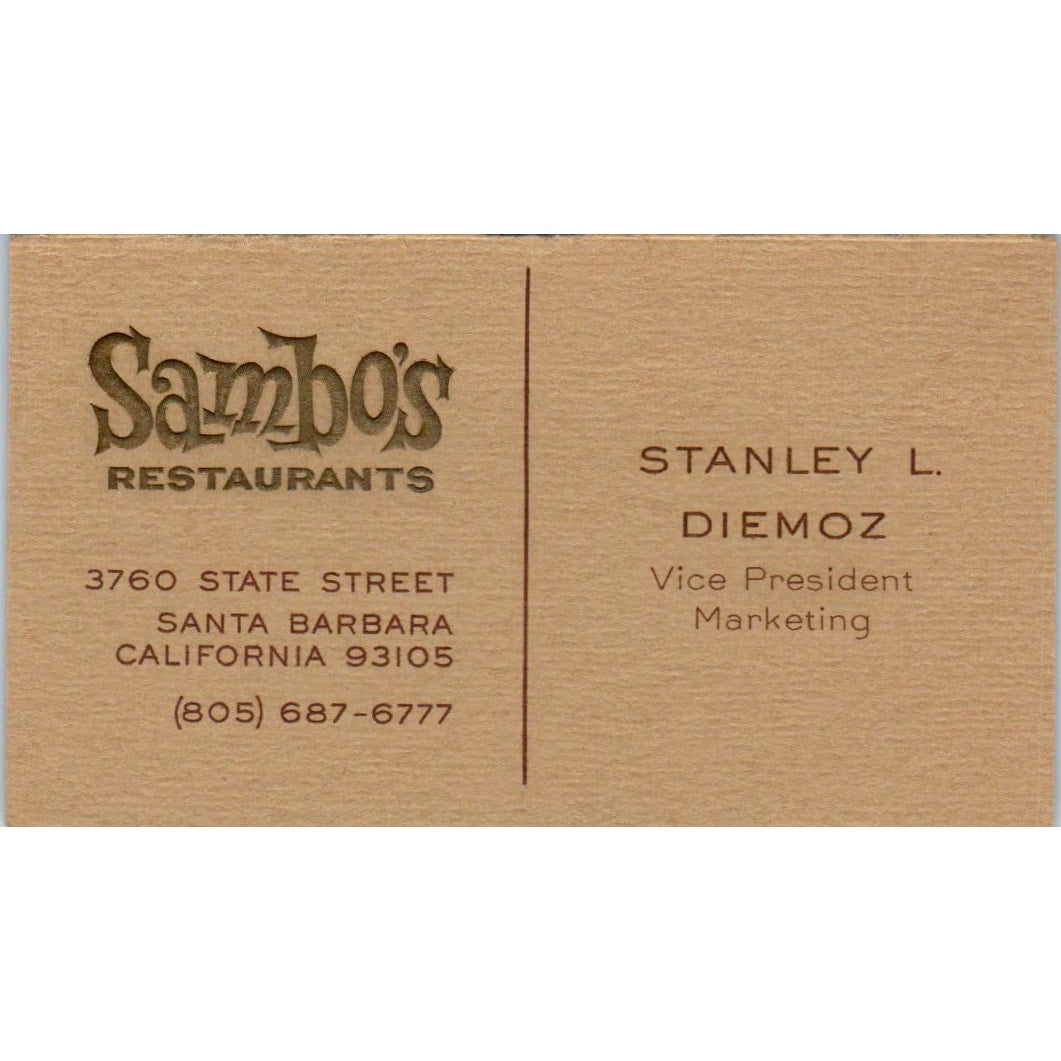 Sambo's
RESTAURANTS
3760 STATE STREET
SANTA BARBARA
CALIFORNIA 93105
(805) 687-6777
STANLEY L.
DIEMOZ
Vice President
Marketing